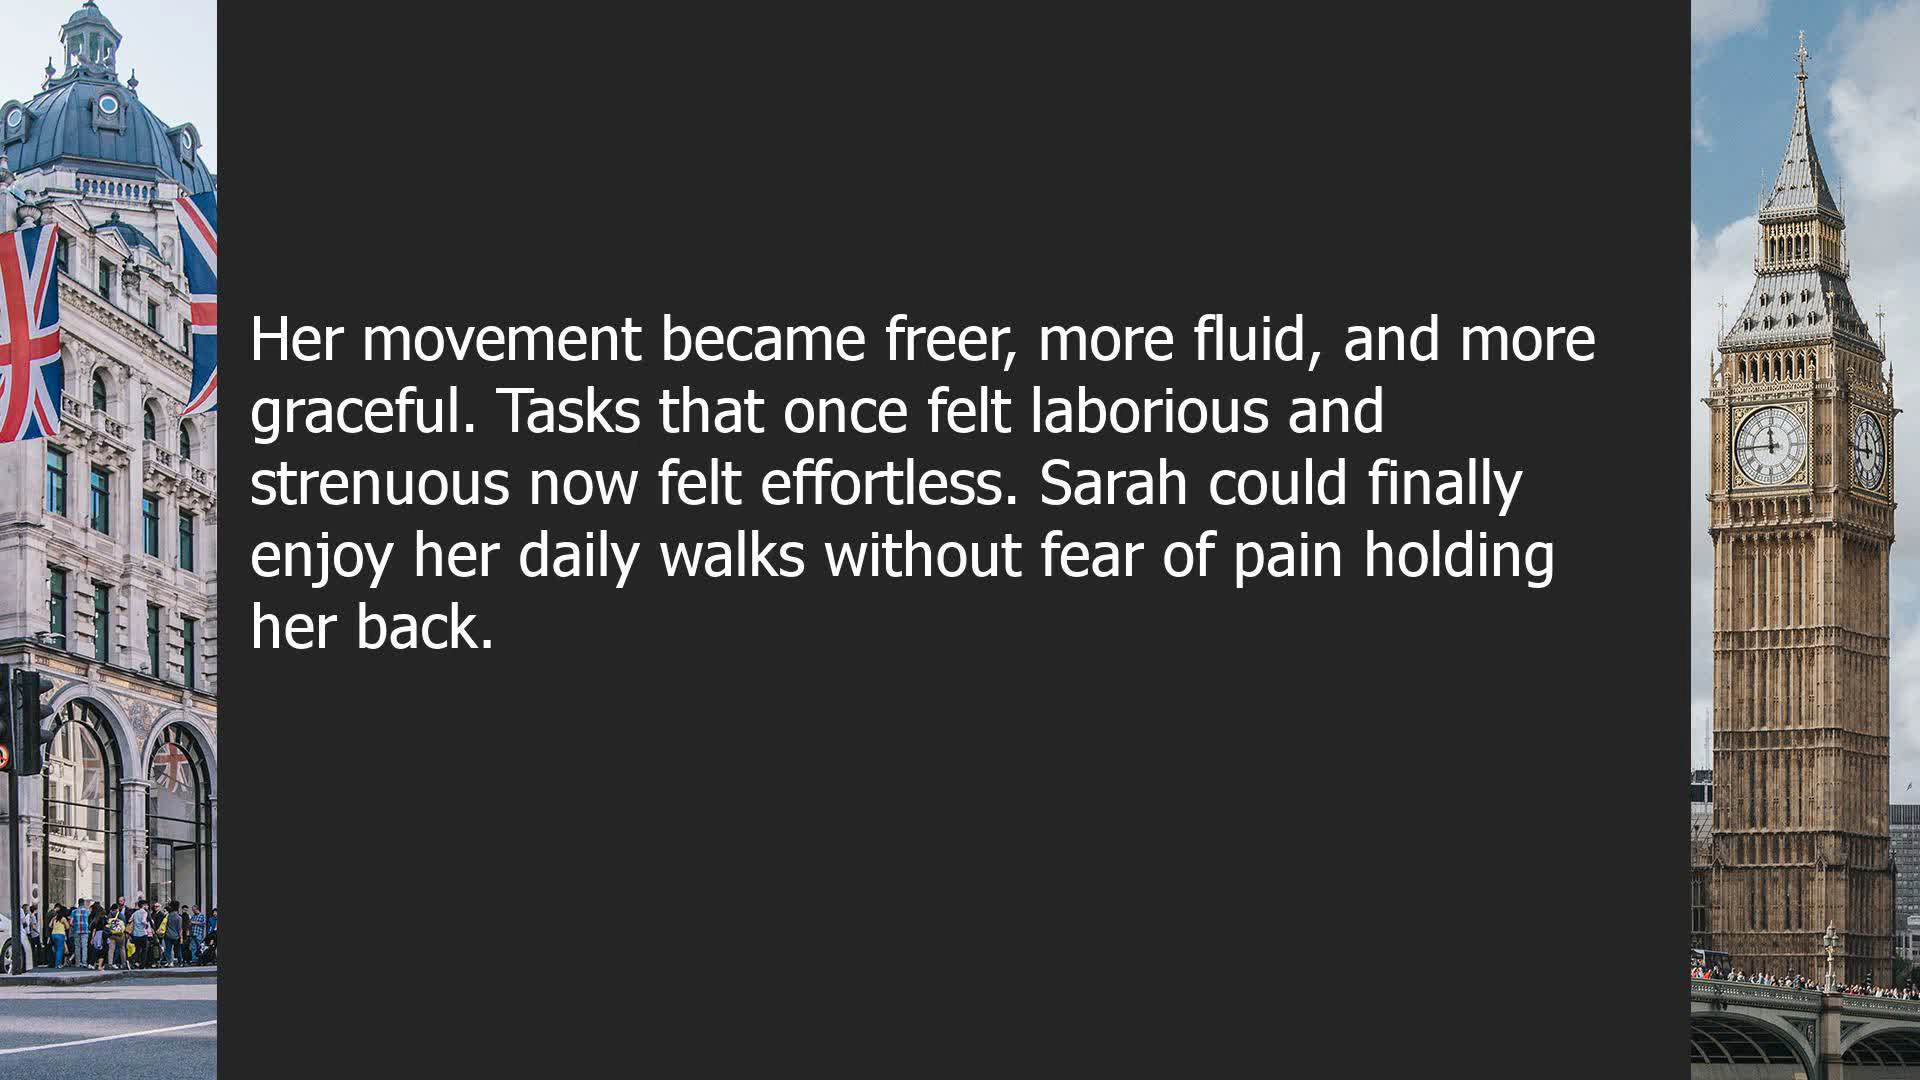 Her movement became freer, more fluid, and more
graceful. Tasks that once felt laborious and
strenuous now felt effortless. Sarah could finally
enjoy her daily walks without fear of pain holding
her back.